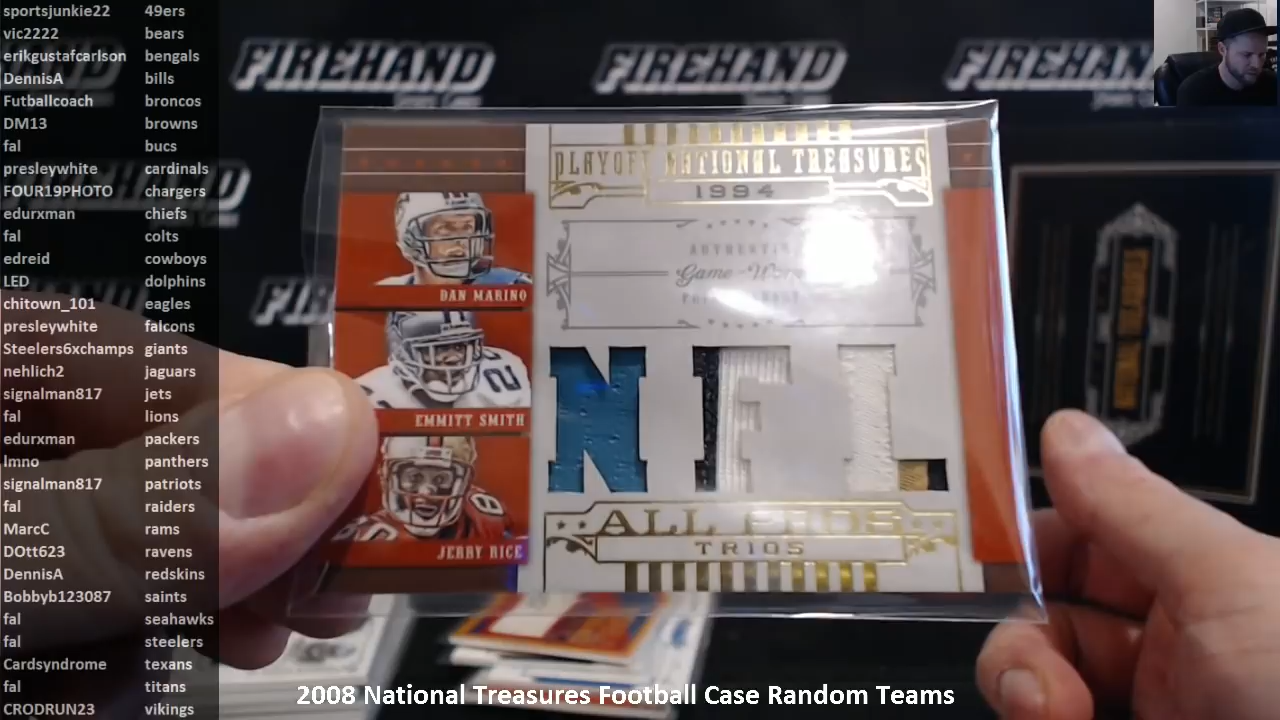 sportsjunkie22 49ers
vic2222 bears
erikgustafcarlson bengals
DennisA bills
Futballcoach broncos
DM13 browns
fal bucs
presleywhite cardinals
FOUR19PHOTO chargers
edurxman chiefs
fal colts
edreid cowboys
LED dolphins
chitown_101 eagles
presleywhite falcons
Steelers6xchamps giants
nehlich2 jaguars
signalman817 jets
fal lions
edurxman packers
lmno panthers
signalman817 patriots
fal raiders
MarcC rams
DOtt623 ravens
DennisA redskins
Bobbyb123087 saints
fal seahawks
fal steelers
Cardsyndrome texans
fal titans
CRODRUN23 vikings
FIREHAND FIREHAND FIREHAND
PLAYOFF NATIONAL TREASURES
1994
Game-Worn
DAN MARINO
EMMITT SMITH
JERRY RICE
NFL
ALL PROS
TRIOS
2008 National Treasures Football Case Random Teams